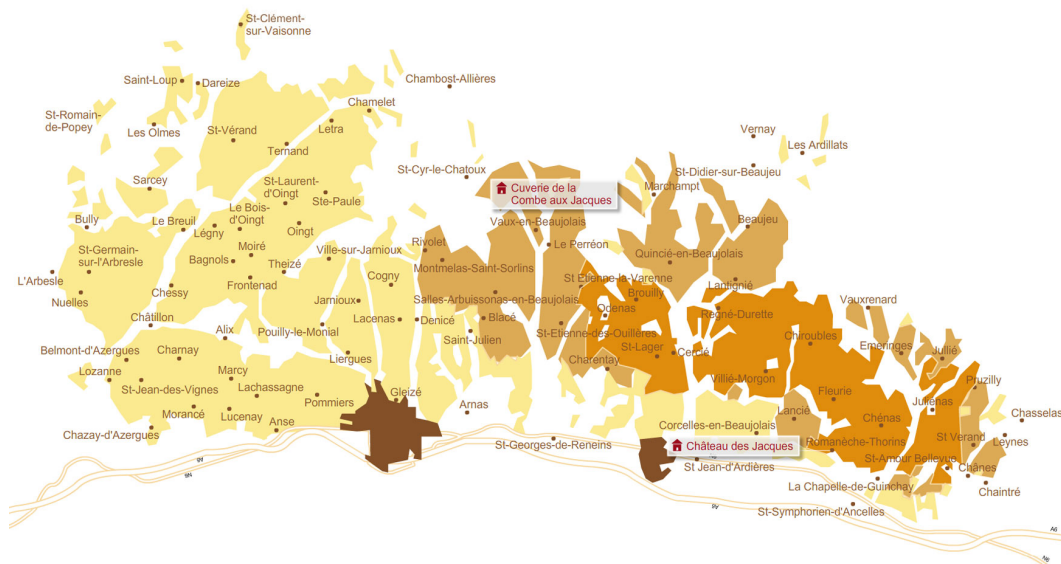 St-Clément-
sur-Vaisonne
Saint-Loup
Dareize
Chambost-Allières
St-Romain-
de-Popey
Les Olmes
St-Vérand
Chamelet
Letra
Ternand
Vernay
Les Ardillats
Sarcey
St-Laurent-
d'Oingt
Ste-Paule
St-Cyr-le-Chatoux
St-Didier-sur-Beaujeu
Marchampt
Cuverie de la
Combe aux Jacques
Bully
Le Breuil
Le Bois-
d'Oingt
Légny
Oingt
Vaux-en-Beaujolais
Beaujeu
St-Germain-
sur-l'Arbresle
Moiré
Bagnols
Theizé
Ville-sur-Jarnioux
Rivolet
Le Perréon
Quincié-en-Beaujolais
L'Arbesle
Nuelles
Chessy
Frontenad
Cogny
Montmelas-Saint-Sorlins
St Etienne-la-Varenne
Lantignié
Jarnioux
Salles-Arbuissonas-en-Beaujolais
Brouilly
Odenas
Regné-Durette
Vauxrenard
Châtillon
Alix
Pouilly-le-Monial
Lacenas
Denicé
Blacé
Saint-Julien
St-Etienne-des-Ouillères
St-Lager
Cercié
Chiroubles
Emeringes
Jullié
Belmont-d'Azergues
Charnay
Liergues
Charentay
Lozanne
St-Jean-des-Vignes
Marcy
Lachassagne
Villié-Morgon
Pruzilly
Pommiers
Gleizé
Fleurie
Juliénas
Morancé
Lucenay
Arnas
Lancié
Chénas
Chasselas
Chazay-d'Azergues
Anse
Corcelles-en-Beaujolais
St-Georges-de-Reneins
Château des Jacques
Romanèche-Thorins
St Verand
Leynes
St Jean-d'Ardières
St-Amour Bellevue
Chânes
La Chapelle-de-Guinchay
Chaintré
St-Symphorien-d'Ancelles
A6
N6